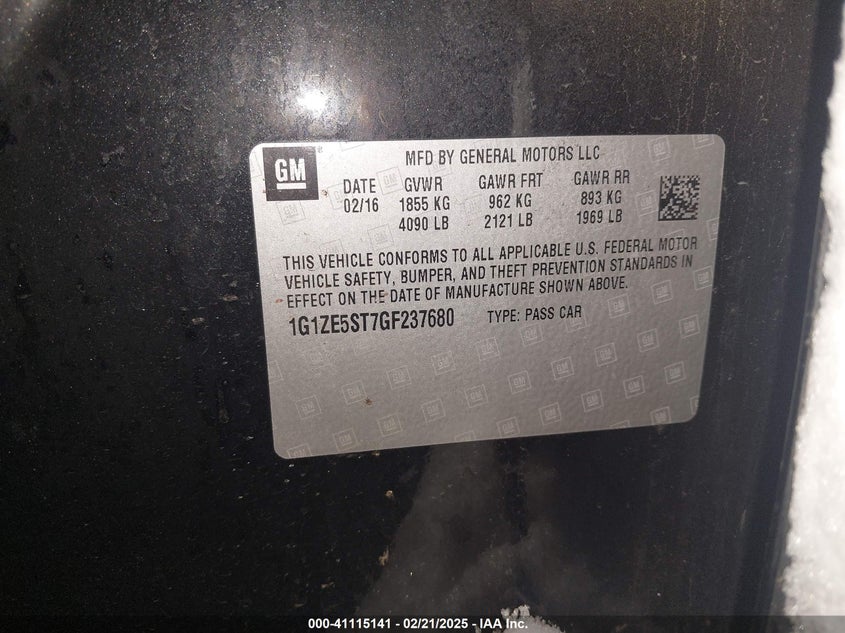 GM
MFD BY GENERAL MOTORS LLC
DATE GVWR GAWR FRT GAWR RR
02/16 1855 KG 962 KG 893 KG
4090 LB 2121 LB 1969 LB
THIS VEHICLE CONFORMS TO ALL APPLICABLE U.S. FEDERAL MOTOR
VEHICLE SAFETY, BUMPER, AND THEFT PREVENTION STANDARDS IN
EFFECT ON THE DATE OF MANUFACTURE SHOWN ABOVE.
1G1ZE5ST7GF237680 TYPE: PASS CAR
000-41115141 - 02/21/2025 - IAA Inc.